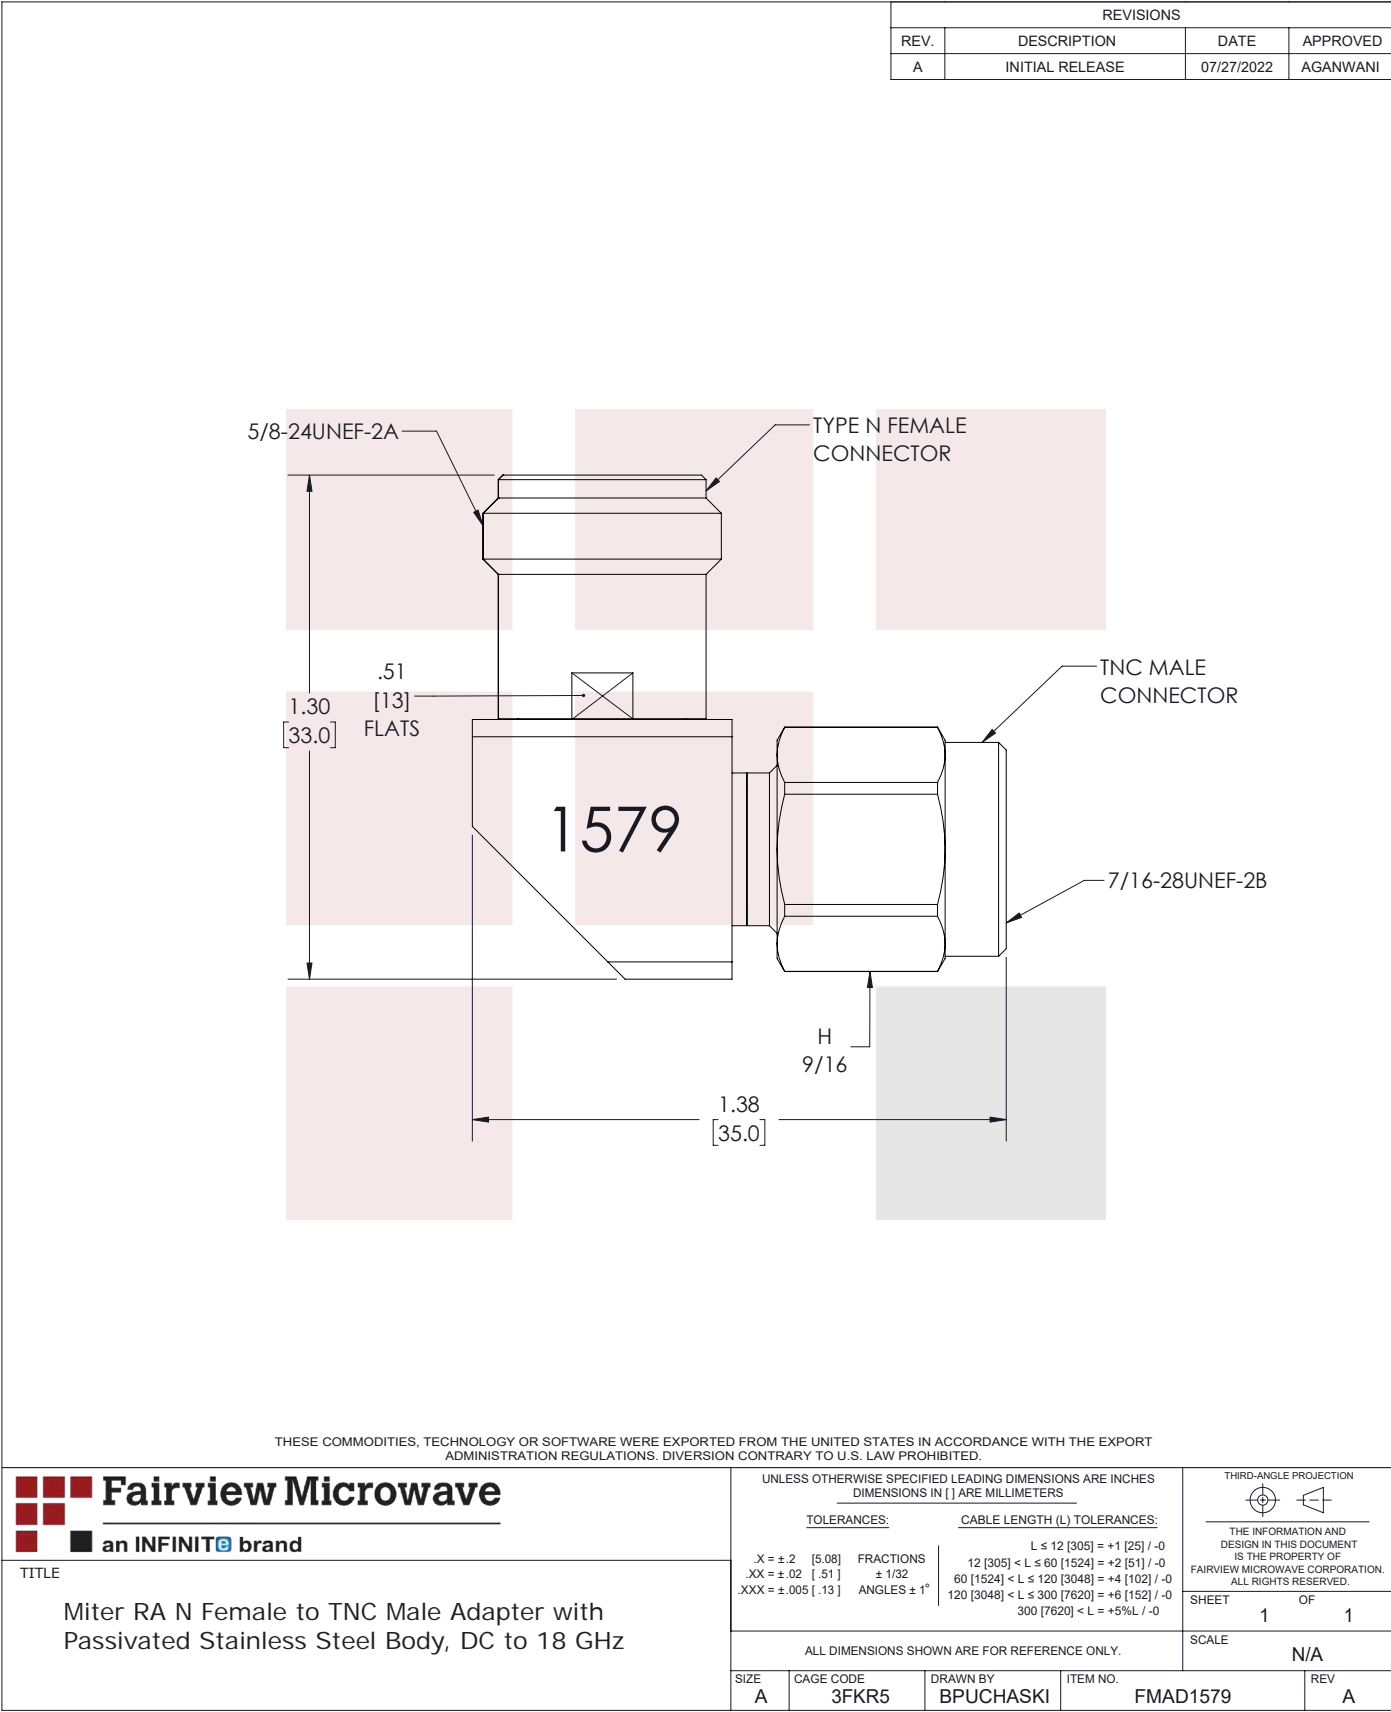 REVISIONS
REV. DESCRIPTION DATE APPROVED
A INITIAL RELEASE 07/27/2022 AGANWANI
5/8-24UNEF-2A
TYPE N FEMALE
CONNECTOR
.51
[13]
FLATS
1.30
[33.0]
TNC MALE
CONNECTOR
1579
7/16-28UNEF-2B
H
9/16
1.38
[35.0]
THESE COMMODITIES, TECHNOLOGY OR SOFTWARE WERE EXPORTED FROM THE UNITED STATES IN ACCORDANCE WITH THE EXPORT
ADMINISTRATION REGULATIONS. DIVERSION CONTRARY TO U.S. LAW PROHIBITED.
Fairview Microwave
an INFINITe brand
TITLE
Miter RA N Female to TNC Male Adapter with
Passivated Stainless Steel Body, DC to 18 GHz
UNLESS OTHERWISE SPECIFIED LEADING DIMENSIONS ARE INCHES
DIMENSIONS IN [ ] ARE MILLIMETERS
TOLERANCES:
.X = ±.2 [5.08] FRACTIONS
.XX = ±.02 [ .51 ] ± 1/32
.XXX = ±.005 [ .13 ] ANGLES ± 1°
CABLE LENGTH (L) TOLERANCES:
L ≤ 12 [305] = +1 [25] / -0
12 [305] < L ≤ 60 [1524] = +2 [51] / -0
60 [1524] < L ≤ 120 [3048] = +4 [102] / -0
120 [3048] < L ≤ 300 [7620] = +6 [152] / -0
300 [7620] < L = +5%L / -0
THIRD-ANGLE PROJECTION
THE INFORMATION AND
DESIGN IN THIS DOCUMENT
IS THE PROPERTY OF
FAIRVIEW MICROWAVE CORPORATION.
ALL RIGHTS RESERVED.
SHEET 1 OF 1
ALL DIMENSIONS SHOWN ARE FOR REFERENCE ONLY.
SCALE
N/A
SIZE CAGE CODE DRAWN BY ITEM NO. REV
A 3FKR5 BPUCHASKI FMAD1579 A